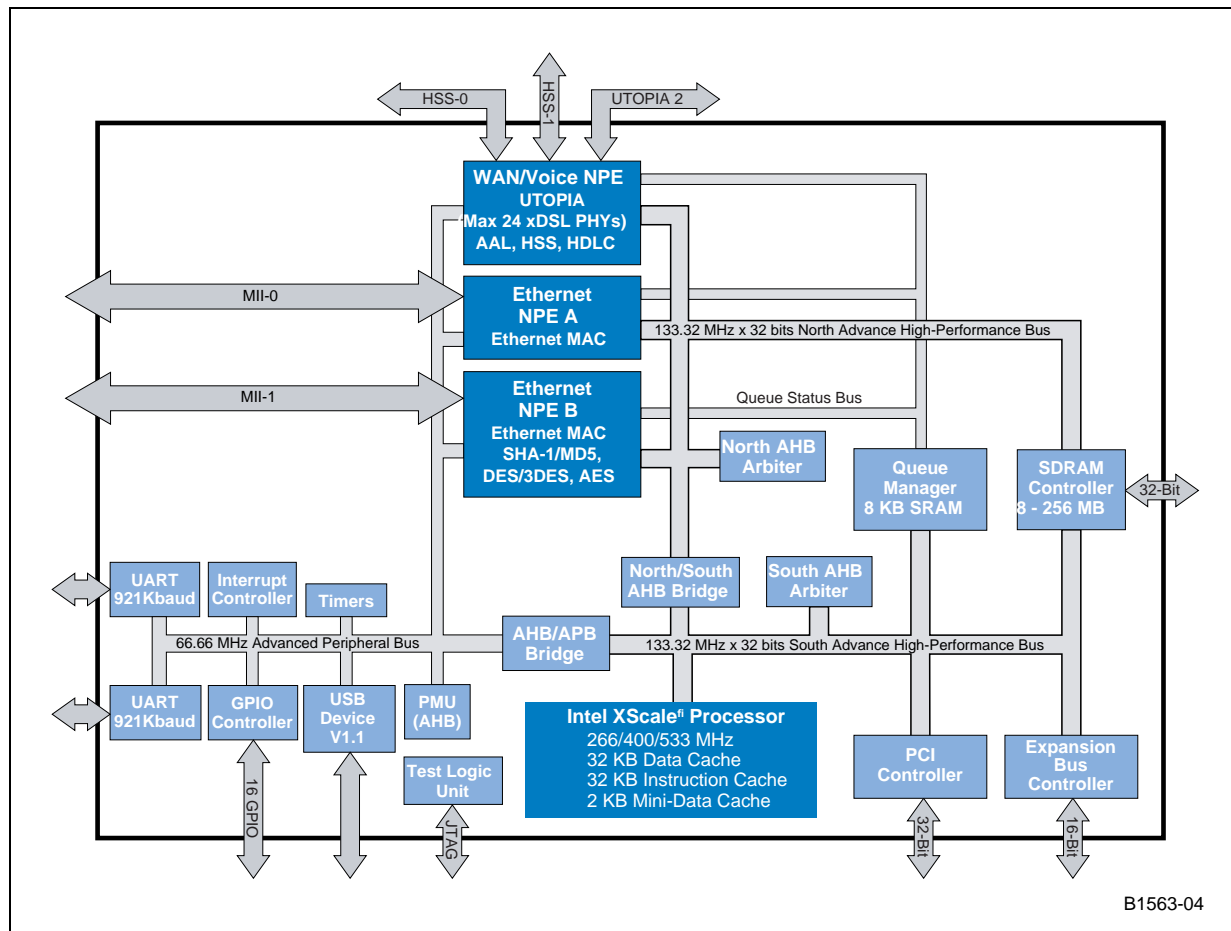 HSS-0
HSS-1
UTOPIA 2
WAN/Voice NPE
UTOPIA
(Max 24 xDSL PHYs)
AAL, HSS, HDLC
MII-0
Ethernet
NPE A
Ethernet MAC
133.32 MHz x 32 bits North Advance High-Performance Bus
MII-1
Ethernet
NPE B
Ethernet MAC
SHA-1/MD5,
DES/3DES, AES
Queue Status Bus
North AHB
Arbiter
Queue
Manager
8 KB SRAM
SDRAM
Controller
8 - 256 MB
32-Bit
UART
921Kbaud
Interrupt
Controller
Timers
North/South
AHB Bridge
South AHB
Arbiter
66.66 MHz Advanced Peripheral Bus
AHB/APB
Bridge
133.32 MHz x 32 bits South Advance High-Performance Bus
UART
921Kbaud
GPIO
Controller
USB
Device
V1.1
PMU
(AHB)
Intel XScaleﬁ Processor
266/400/533 MHz
32 KB Data Cache
32 KB Instruction Cache
2 KB Mini-Data Cache
PCI
Controller
Expansion
Bus
Controller
Test Logic
Unit
16 GPIO
JTAG
32-Bit
16-Bit
B1563-04